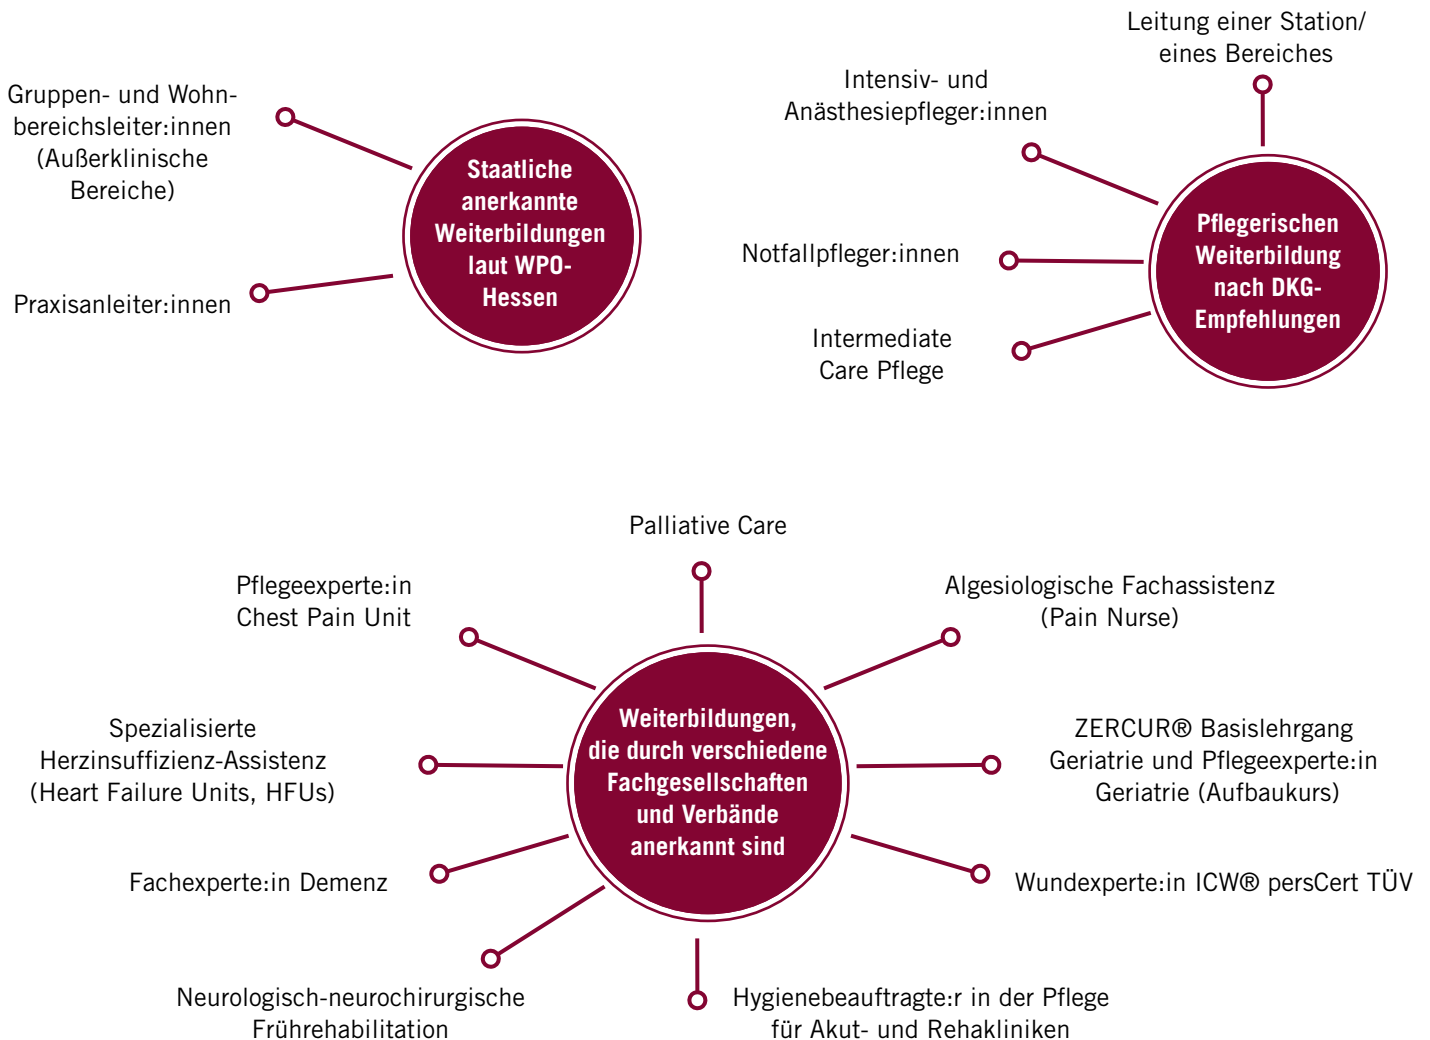 Gruppen- und Wohn-
bereichsleiter:innen
(Außerklinische
Bereiche)
Praxisanleiter:innen
Staatliche
anerkannte
Weiterbildungen
laut WPO-
Hessen
Leitung einer Station/
eines Bereiches
Intensiv- und
Anästhesiepfleger:innen
Notfallpfleger:innen
Intermediate
Care Pflege
Pflegerischen
Weiterbildung
nach DKG-
Empfehlungen
Palliative Care
Pflegeexperte:in
Chest Pain Unit
Algesiologische Fachassistenz
(Pain Nurse)
Spezialisierte
Herzinsuffizienz-Assistenz
(Heart Failure Units, HFUs)
Weiterbildungen,
die durch verschiedene
Fachgesellschaften
und Verbände
anerkannt sind
ZERCUR® Basislehrgang
Geriatrie und Pflegeexperte:in
Geriatrie (Aufbaukurs)
Fachexperte:in Demenz
Wundexperte:in ICW® persCert TÜV
Neurologisch-neurochirurgische
Frührehabilitation
Hygienebeauftragte:r in der Pflege
für Akut- und Rehakliniken